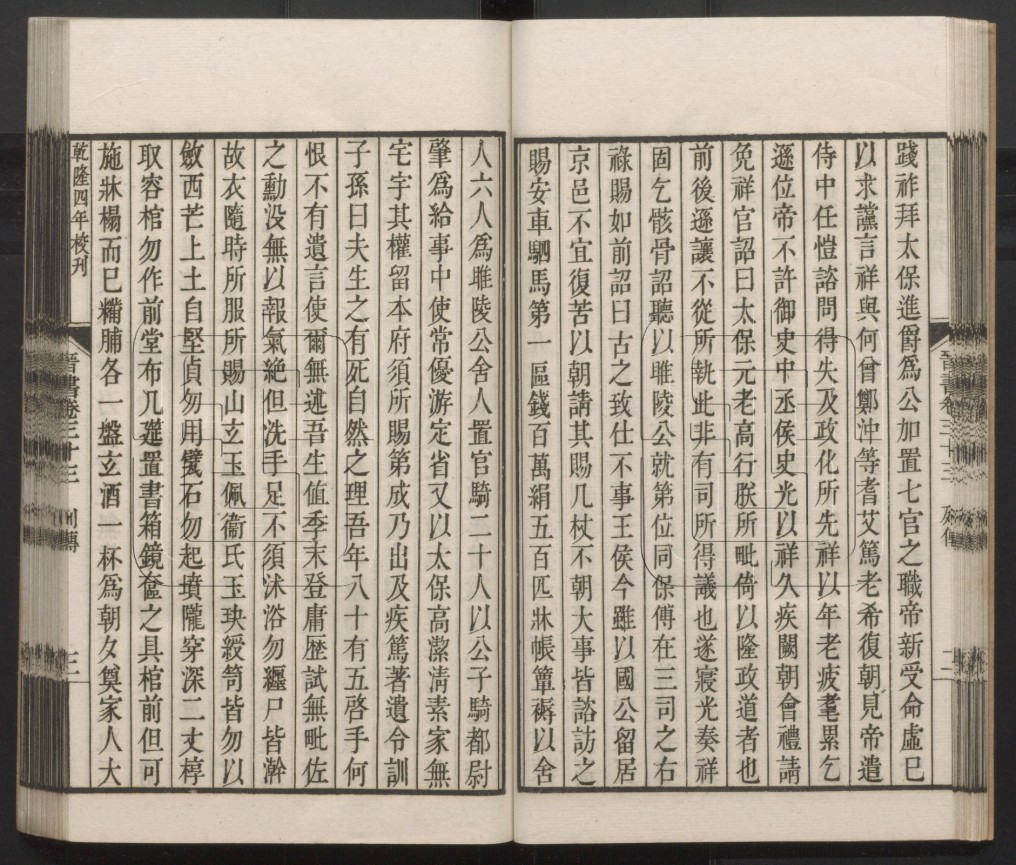 踐祚拜太保進爵爲公加置七官之職帝新受命虛已
以求讜言祥與何曾鄭沖等耆艾篤老希復朝見帝遣
侍中任愷諮問得失及政化所先祥以年老疲耄累乞
遜位帝不許御史中丞侯史光以祥久疾闕朝會禮請
免祥官詔曰太保元老高行朕所毗倚以隆政道者也
前後遜讓不從所執此非有司所得議也遂寢光奏祥
固乞骸骨詔聽以睢陵公就第位同保傅在三司之右
祿賜如前詔曰古之致仕不事王侯今雖以國公留居
京邑不宜復苦以朝請其賜几杖不朝大事皆諮訪之
賜安車駟馬第一區錢百萬絹五百匹牀帳簟褥以舍
人六人爲睢陵公舍人置官騎二十人以公子騎都尉
肇爲給事中使常優游定省又以太保高潔清素家無
宅宇其權留本府須所賜第成乃出及疾篤著遺令訓
子孫曰夫生之有死自然之理吾年八十有五啓手何
恨不有遺言使爾無述吾生值季末登庸歷試無毗佐
之勳没無以報氣絶但洗手足不須沐浴勿纏尸皆澣
故衣隨時所服所賜山玄玉佩衞氏玉玦綬笥皆勿以
斂西芒上土自堅貞勿用甓石勿起墳隴穿深二丈椁
取容棺勿作前堂布几筵置書箱鏡奩之具棺前但可
施牀榻而已糒脯各一盤玄酒一杯爲朝夕奠家人大
乾隆四年校刊
晉書卷三十三 列傳
三